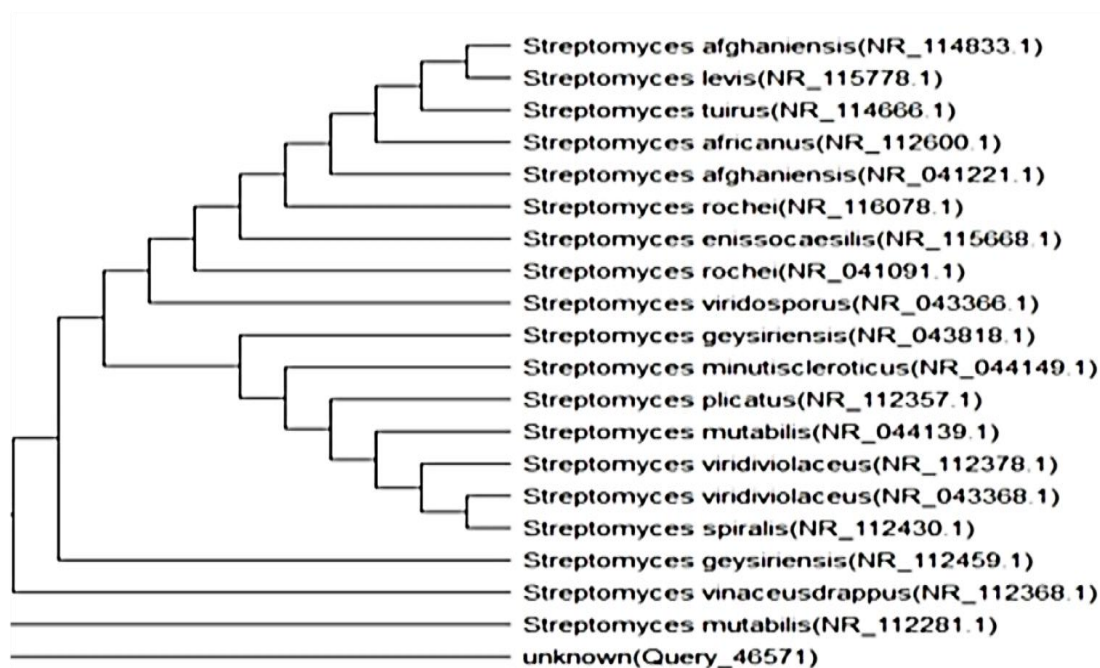 Streptomyces afghaniensis(NR_114833.1)
Streptomyces levis(NR_115778.1)
Streptomyces tuirus(NR_114666.1)
Streptomyces africanus(NR_112600.1)
Streptomyces afghaniensis(NR_041221.1)
Streptomyces rochei(NR_116078.1)
Streptomyces enissocaesilis(NR_115668.1)
Streptomyces rochei(NR_041091.1)
Streptomyces viridosporus(NR_043366.1)
Streptomyces geysiriensis(NR_043818.1)
Streptomyces minutiscleroticus(NR_044149.1)
Streptomyces plicatus(NR_112357.1)
Streptomyces mutabilis(NR_044139.1)
Streptomyces viridiviolaceus(NR_112378.1)
Streptomyces viridiviolaceus(NR_043368.1)
Streptomyces spiralis(NR_112430.1)
Streptomyces geysiriensis(NR_112459.1)
Streptomyces vinaceusdrappus(NR_112368.1)
Streptomyces mutabilis(NR_112281.1)
unknown(Query_46571)